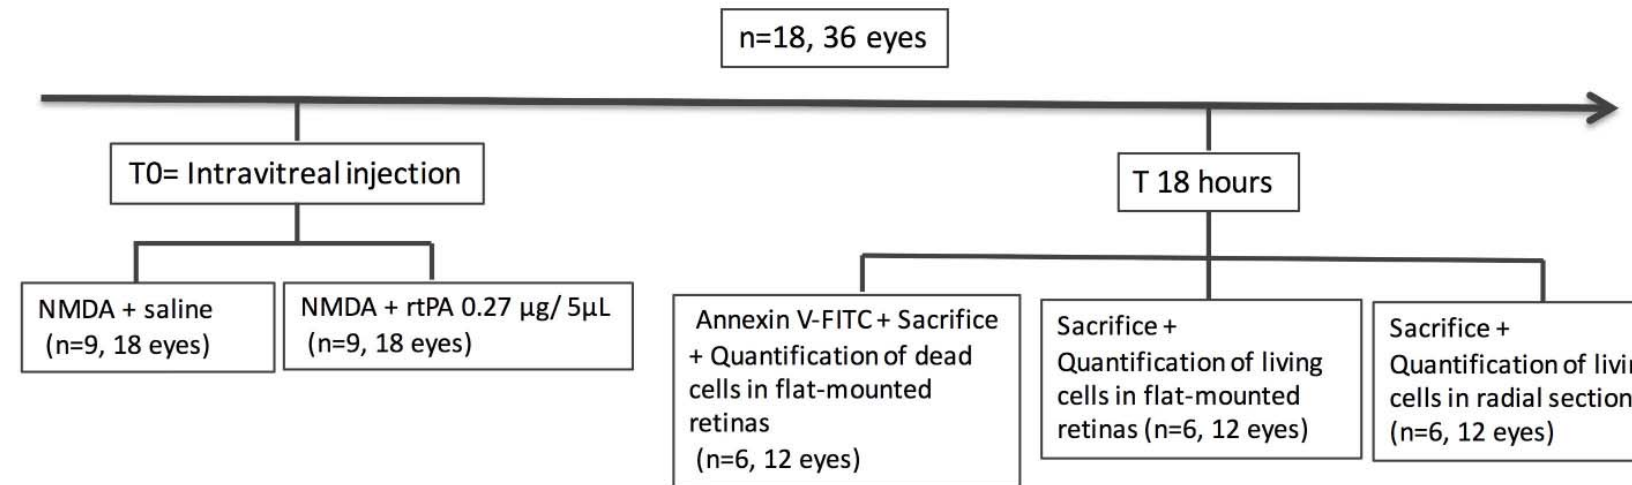 n=18, 36 eyes
T0= Intravitreal injection
T 18 hours
NMDA + saline
(n=9, 18 eyes)
NMDA + rtPA 0.27 µg/ 5µL
(n=9, 18 eyes)
Annexin V-FITC + Sacrifice
+ Quantification of dead
cells in flat-mounted
retinas
(n=6, 12 eyes)
Sacrifice +
Quantification of living
cells in flat-mounted
retinas (n=6, 12 eyes)
Sacrifice +
Quantification of
cells in radial section
(n=6, 12 eyes)